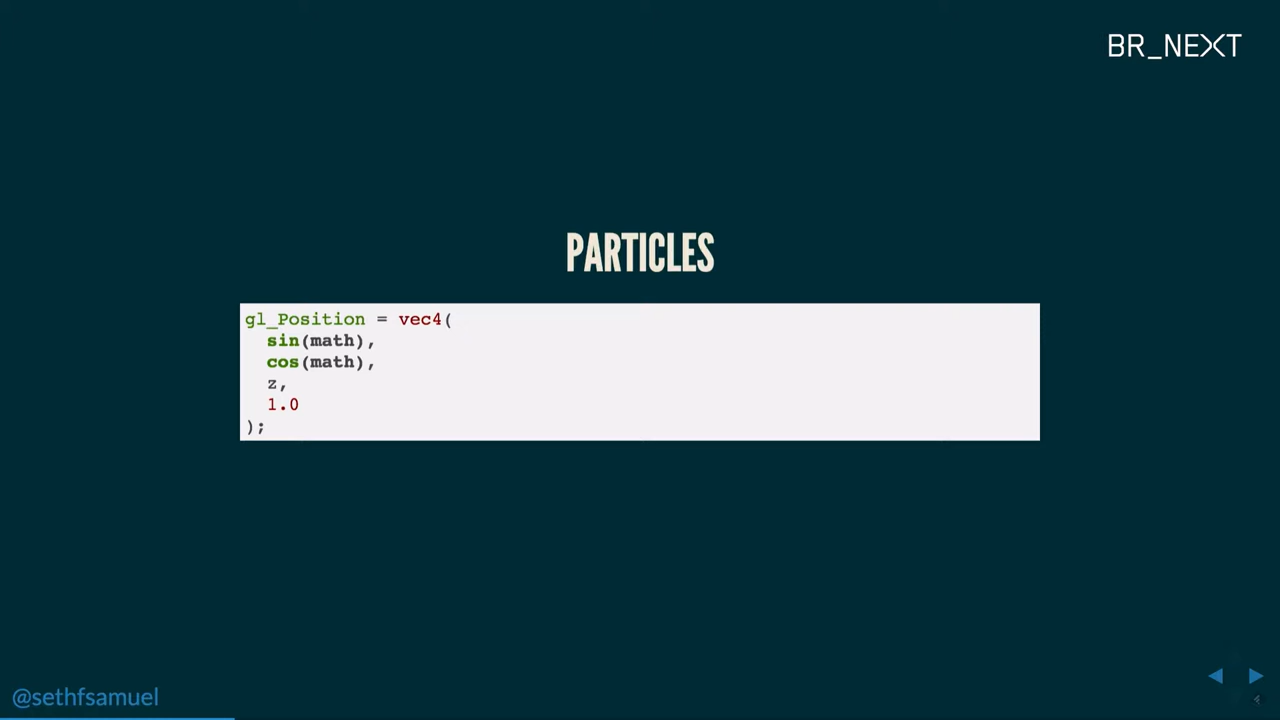 BR_NEXT
PARTICLES
gl_Position = vec4(
  sin(math),
  cos(math),
  z,
  1.0
);
@sethfsamuel